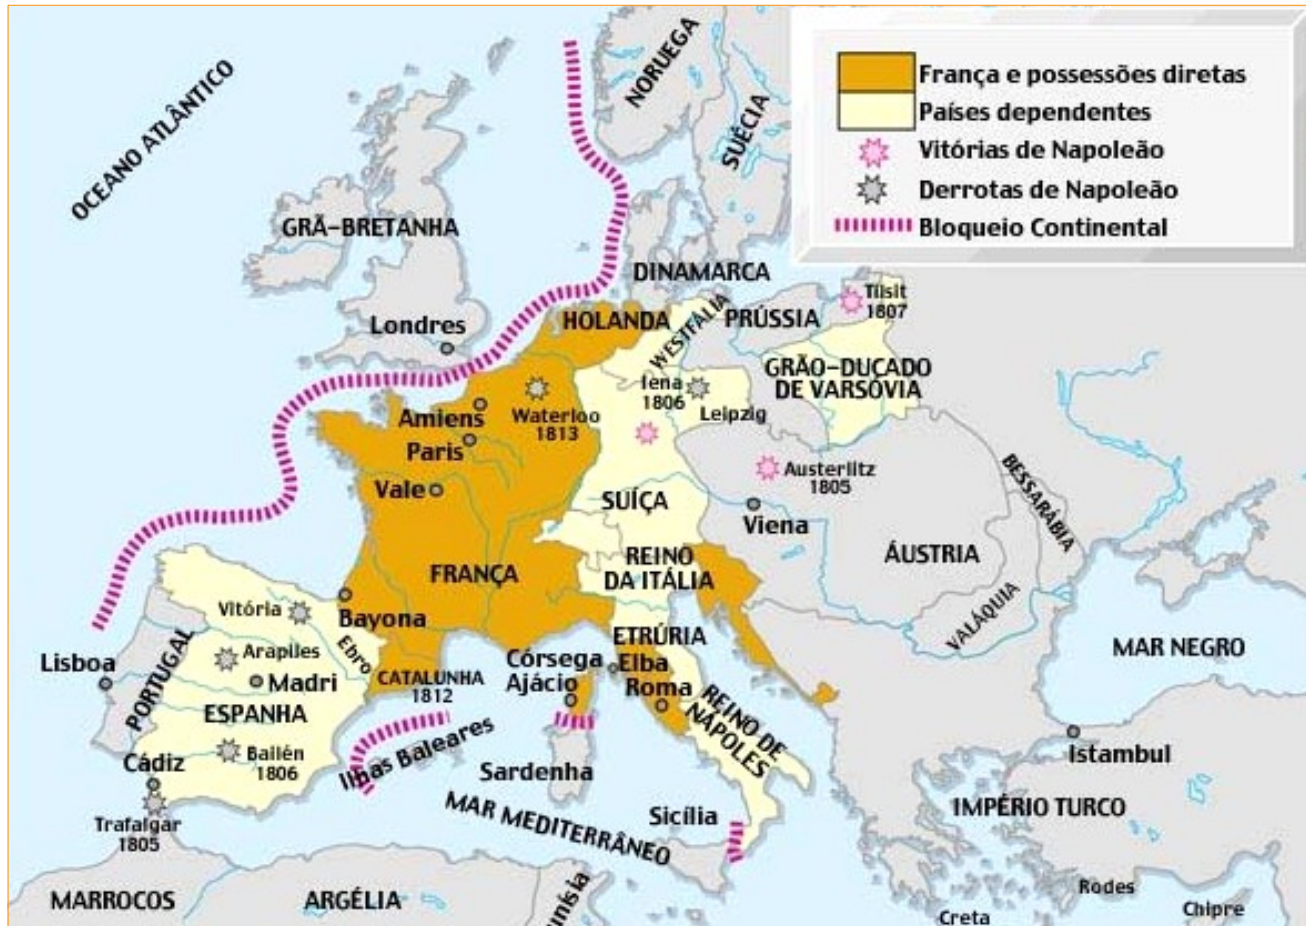 OCEANO ATLÂNTICO
NORUEGA
SUÉCIA
França e possessões diretas
Países dependentes
Vitórias de Napoleão
Derrotas de Napoleão
Bloqueio Continental
GRÃ-BRETANHA
Londres
DINAMARCA
HOLANDA
WESTFÁLIA
PRÚSSIA
Tilsit
1807
GRÃO-DUCADO
DE VARSÓVIA
Iena
1806
Leipzig
Amiens
Waterloo
1813
Paris
Vale
Austerlitz
1805
SUÍÇA
Viena
BESSARÁBIA
ÁUSTRIA
REINO
DA ITÁLIA
FRANÇA
VALÁQUIA
Vitória
Bayona
Ebro
ETRÚRIA
MAR NEGRO
Lisboa
PORTUGAL
Arapiles
Madri
CATALUNHA
1812
Córsega
Ajácio
Elba
Roma
REINO DE
NÁPOLES
ESPANHA
Cádiz
Bailén
1806
Ilhas Baleares
Sardenha
Istambul
Trafalgar
1805
MAR MEDITERRÂNEO
Sicília
IMPÉRIO TURCO
MARROCOS
ARGÉLIA
Rodes
Creta
Chipre